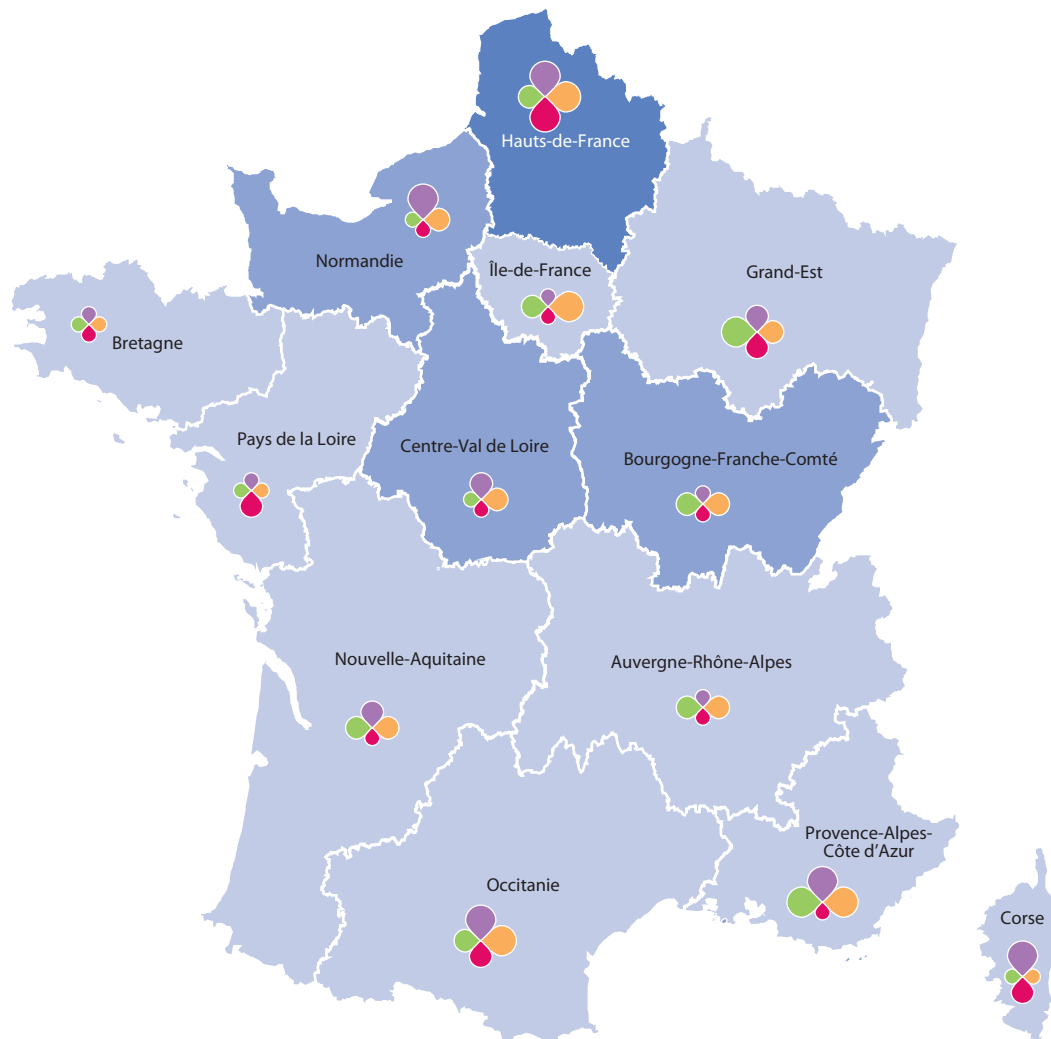 Hauts-de-France
Normandie
Île-de-France
Grand-Est
Bretagne
Pays de la Loire
Centre-Val de Loire
Bourgogne-Franche-Comté
Nouvelle-Aquitaine
Auvergne-Rhône-Alpes
Provence-Alpes-
Côte d’Azur
Occitanie
Corse